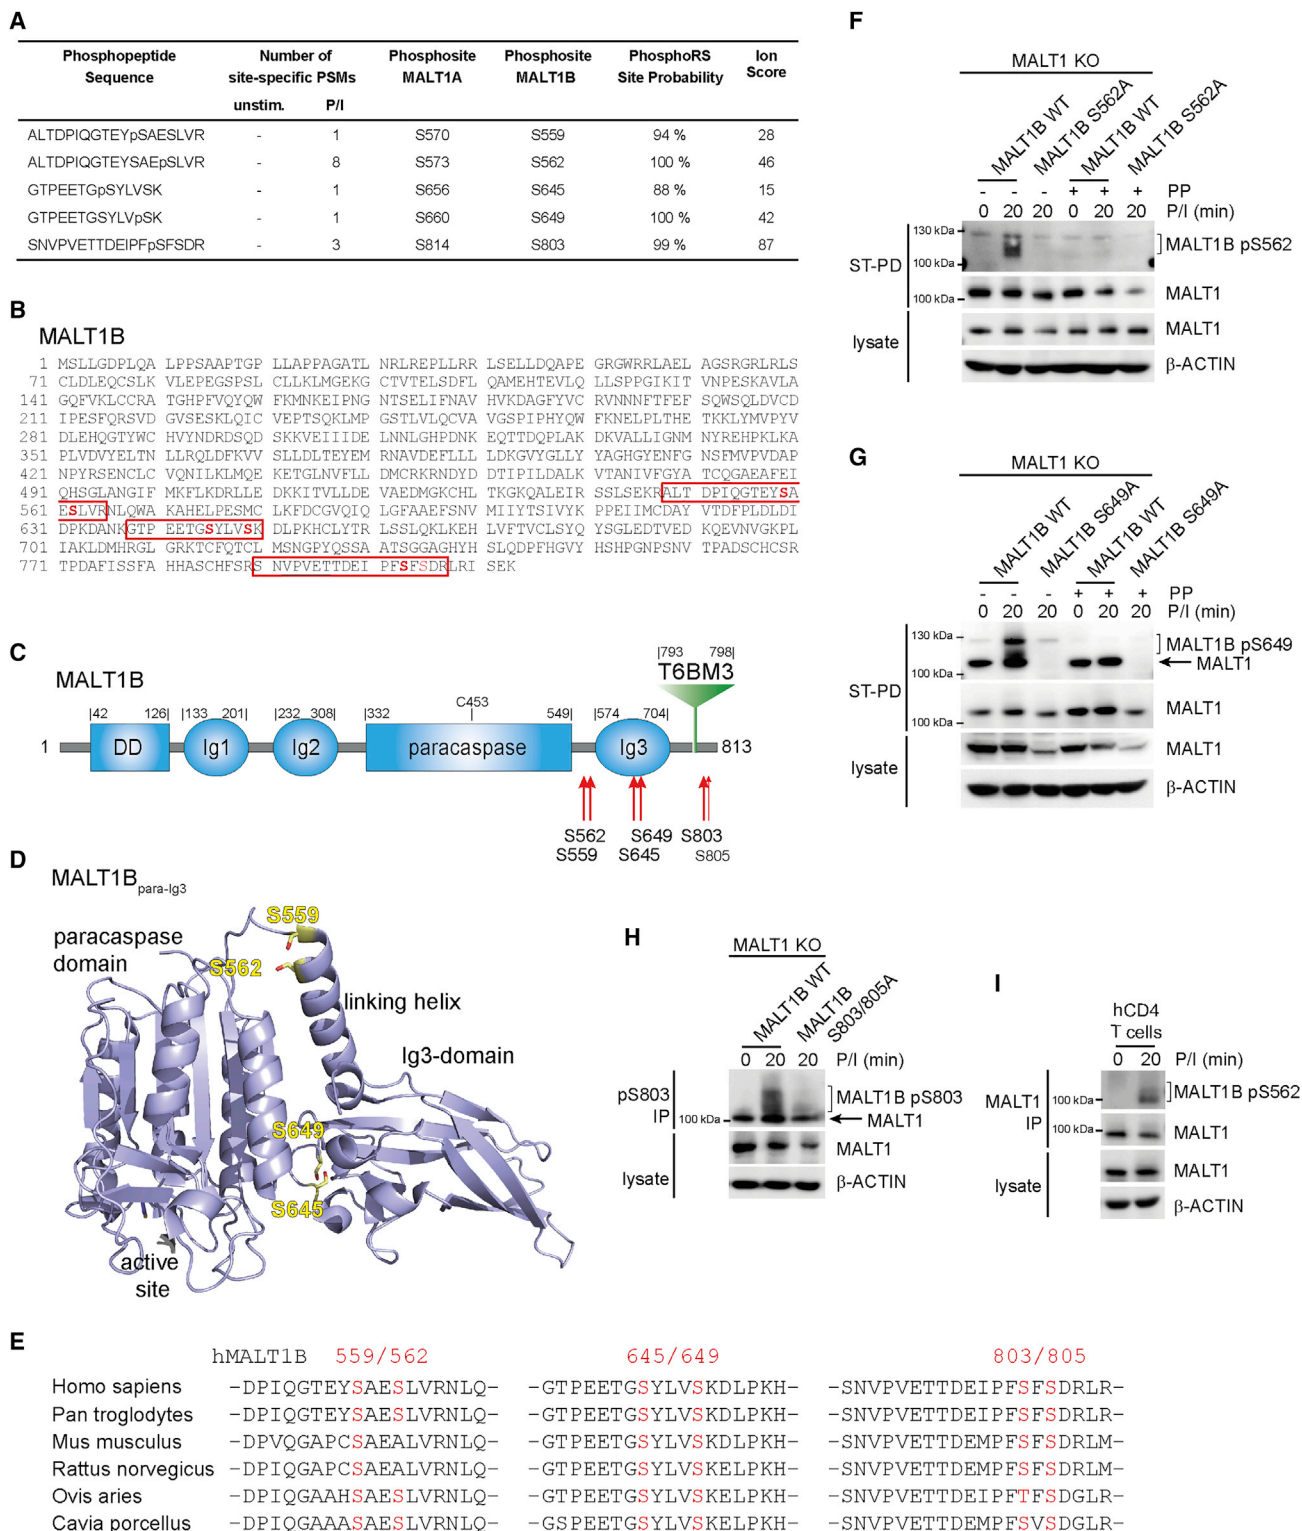 A
Phosphopeptide Sequence Number of site-specific PSMs Phosphosite MALT1A Phosphosite MALT1B PhosphoRS Site Probability Ion Score
unstim. P/I
ALTDPIQGTEYpSAESLVR - 1 S570 S559 94 % 28
ALTDPIQGTEYSAEpSLVR - 8 S573 S562 100 % 46
GTPEETGpSYLVSK - 1 S656 S645 88 % 15
GTPEETGSYLVpSK - 1 S660 S649 100 % 42
SNVPVETTDEIPFpSFSDR - 3 S814 S803 99 % 87
B
MALT1B
1 MSLLGDPLQA LPPSAAPTGP LLAPPAGATL NRLREPLLRR LSELLDQAPE GRGWRRLAEL AGSRGRLRLS
71 CLDLEQCSLK VLEPEGSPSL CLLKLMGEKG CTVTELSDFL QAMEHTEVLQ LLSPPGIKIT VNPESKAVLA
141 GQFVKLCCRA TGHPFVQYQW FKMNKEIPNG NTSELIFNAV HVKDAGFYVC RVNNNFTFEF SQWSQLDVCD
211 IPESFQRSVD GVSESKLQIC VEPTSQKLMP GSTLVLQCVA VGSPIPHYQW FKNELPLTHE TKKLYMVPYV
281 DLEHQGTYWC HVYNDRDSQD SKKVEIIIDE LNNLGHPDNK EQTTDQPLAK DKVALLIGNM NYREHPKLKA
351 PLVDVYELTN LLRQLDFKVV SLLDLTEYEM RNAVDEFLLL LDKGVYGLLY YAGHGYENFG NSFMVPVDAP
421 NPYRSENCLC VQNILKLMQE KETGLNVFLL DMCRKRNDYD DTIPILDALK VTANIVFGYA TCQGAEAFEI
491 QHSGLANGIF MKFLKDRLLE DKKITVLLDE VAEDMGKCHL TKGKQALEIR SSLSEKRALT DPIQGTEYSA
561 ESLVRNLQWA KAHELPESMC LKFDCGVQIQ LGFAAEFSNV MIIYTSIVYK PPEIIMCDAY VTDFPLDLDI
631 DPKDANKGTP EETGSYLVSK DLPKHCLYTR LSSLQKLKEH LVFTVCLSYQ YSGLEDTVED KQEVNVGKPL
701 IAKLDMHRGL GRKTCFQTCL MSNGPYQSSA ATSGGAGHYH SLQDPFHGVY HSHPGNPSNV TPADSCHCSR
771 TPDAFISSFA HHASCHFSRS NVPVETTDEI PFSFSDRLRI SEK
C
MALT1B
|793 798|
T6BM3
|42 126| |133 201| |232 308| |332 C453 549| |574 704|
1 DD Ig1 Ig2 paracaspase Ig3 813
S562 S649 S803
S559 S645 S805
D
MALT1B para-Ig3
paracaspase domain
S559
S562
linking helix
Ig3-domain
S649
S645
active site
E
hMALT1B 559/562 645/649 803/805
Homo sapiens –DPIQGTEYSAESLVRNLQ– –GTPEETGSYLVSKDLPKH– –SNVPVETTDEIPFSFSDRLR–
Pan troglodytes –DPIQGTEYSAESLVRNLQ– –GTPEETGSYLVSKDLPKH– –SNVPVETTDEIPFSFSDRLR–
Mus musculus –DPVQGAPCSAEALVRNLQ– –GTPEETGSYLVSKDLPKH– –SNVPVETTDEMPFSFSDRLM–
Rattus norvegicus –DPIQGAPCSAEALVRNLQ– –GTPEETGSYLVSKELPKH– –SNVPVETTDEMPFSFSDRLM–
Ovis aries –DPIQGAAHSAESLVRNLQ– –GTPEETGSYLVSKELPKH– –SNVPVETTDEIPFTFSDGLR–
Cavia porcellus –DPIQGAAASAESLVRNLQ– –GSPEETGSYLVSKELPKH– –SNVPVETTDEMPFSVSDRLR–
F
MALT1 KO
MALT1B WT MALT1B S562A MALT1B WT MALT1B S562A
- - - + + + PP
0 20 20 0 20 20 P/I (min)
ST-PD
130 kDa
100 kDa
MALT1B pS562
100 kDa
MALT1
lysate
MALT1
β-ACTIN
G
MALT1 KO
MALT1B WT MALT1B S649A MALT1B WT MALT1B S649A
- - - + + + PP
0 20 20 0 20 20 P/I (min)
ST-PD
130 kDa
100 kDa
MALT1B pS649
MALT1
100 kDa
MALT1
lysate
MALT1
β-ACTIN
H
MALT1 KO
MALT1B WT MALT1B S803/805A
0 20 20 P/I (min)
pS803 IP
100 kDa
MALT1B pS803
MALT1
lysate
MALT1
β-ACTIN
I
hCD4 T cells
0 20 P/I (min)
MALT1 IP
100 kDa
MALT1B pS562
100 kDa
MALT1
lysate
MALT1
β-ACTIN